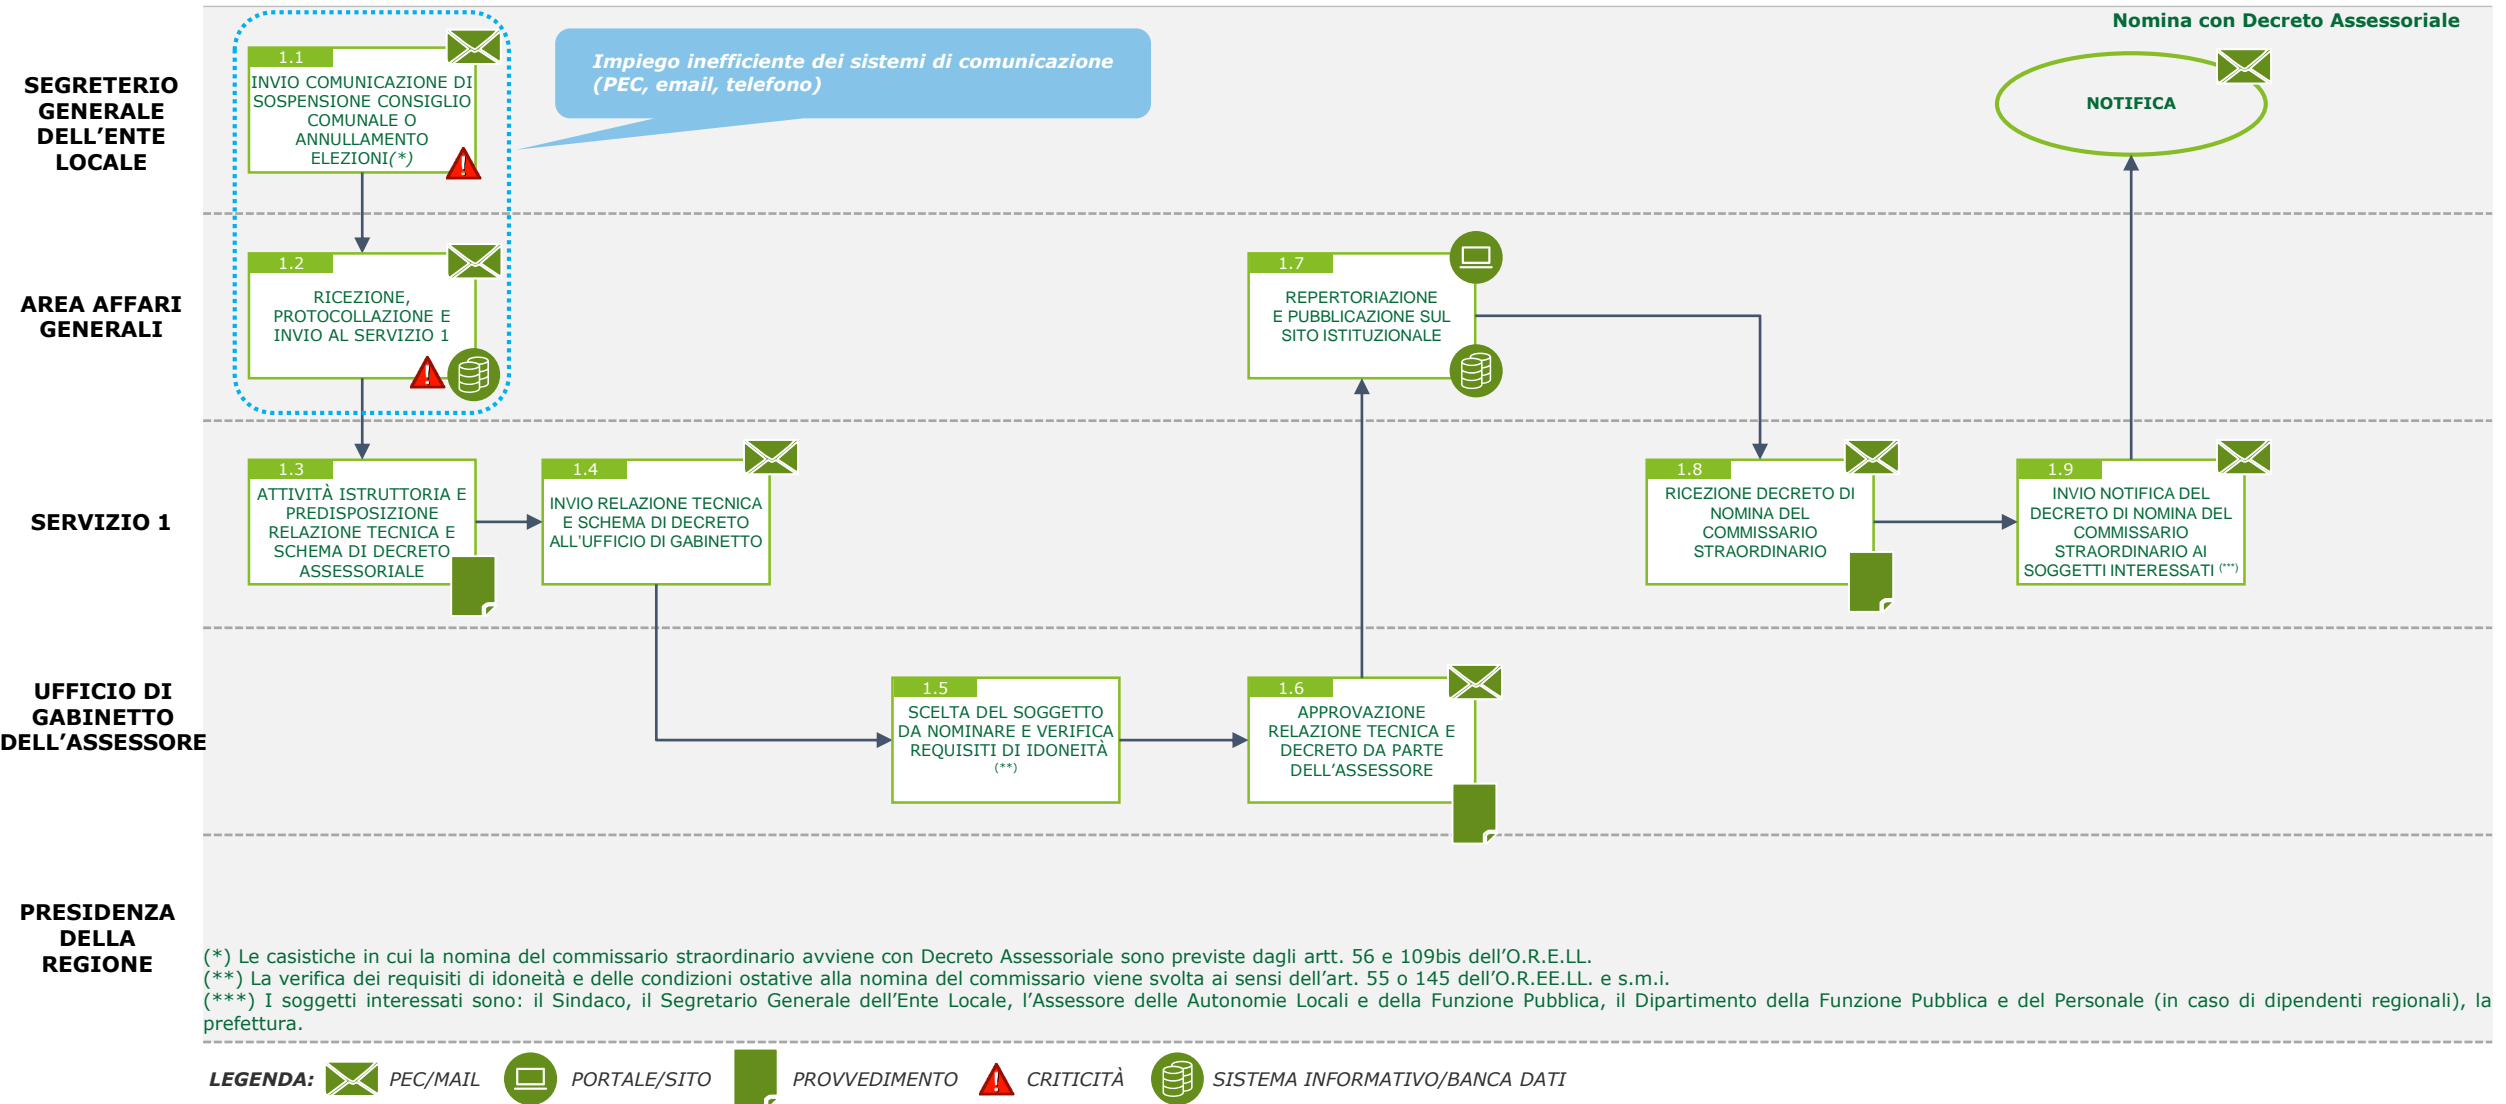 Nomina con Decreto Assessoriale
SEGRETERIO
GENERALE
DELL’ENTE
LOCALE
1.1
INVIO COMUNICAZIONE DI
SOSPENSIONE CONSIGLIO
COMUNALE O
ANNULLAMENTO
ELEZIONI(*)
Impiego inefficiente dei sistemi di comunicazione
(PEC, email, telefono)
NOTIFICA
AREA AFFARI
GENERALI
1.2
RICEZIONE,
PROTOCOLLAZIONE E
INVIO AL SERVIZIO 1
1.7
REPERTORIAZIONE
E PUBBLICAZIONE SUL
SITO ISTITUZIONALE
SERVIZIO 1
1.3
ATTIVITÀ ISTRUTTORIA E
PREDISPOSIZIONE
RELAZIONE TECNICA E
SCHEMA DI DECRETO
ASSESSORIALE
1.4
INVIO RELAZIONE TECNICA
E SCHEMA DI DECRETO
ALL’UFFICIO DI GABINETTO
1.8
RICEZIONE DECRETO DI
NOMINA DEL
COMMISSARIO
STRAORDINARIO
1.9
INVIO NOTIFICA DEL
DECRETO DI NOMINA DEL
COMMISSARIO
STRAORDINARIO AI
SOGGETTI INTERESSATI (***)
UFFICIO DI
GABINETTO
DELL’ASSESSORE
1.5
SCELTA DEL SOGGETTO
DA NOMINARE E VERIFICA
REQUISITI DI IDONEITÀ
(**)
1.6
APPROVAZIONE
RELAZIONE TECNICA E
DECRETO DA PARTE
DELL’ASSESSORE
PRESIDENZA
DELLA
REGIONE
(*) Le casistiche in cui la nomina del commissario straordinario avviene con Decreto Assessoriale sono previste dagli artt. 56 e 109bis dell’O.R.E.LL.
(**) La verifica dei requisiti di idoneità e delle condizioni ostative alla nomina del commissario viene svolta ai sensi dell’art. 55 o 145 dell’O.R.EE.LL. e s.m.i.
(***) I soggetti interessati sono: il Sindaco, il Segretario Generale dell’Ente Locale, l’Assessore delle Autonomie Locali e della Funzione Pubblica, il Dipartimento della Funzione Pubblica e del Personale (in caso di dipendenti regionali), la
prefettura.
LEGENDA: PEC/MAIL PORTALE/SITO PROVVEDIMENTO CRITICITÀ SISTEMA INFORMATIVO/BANCA DATI